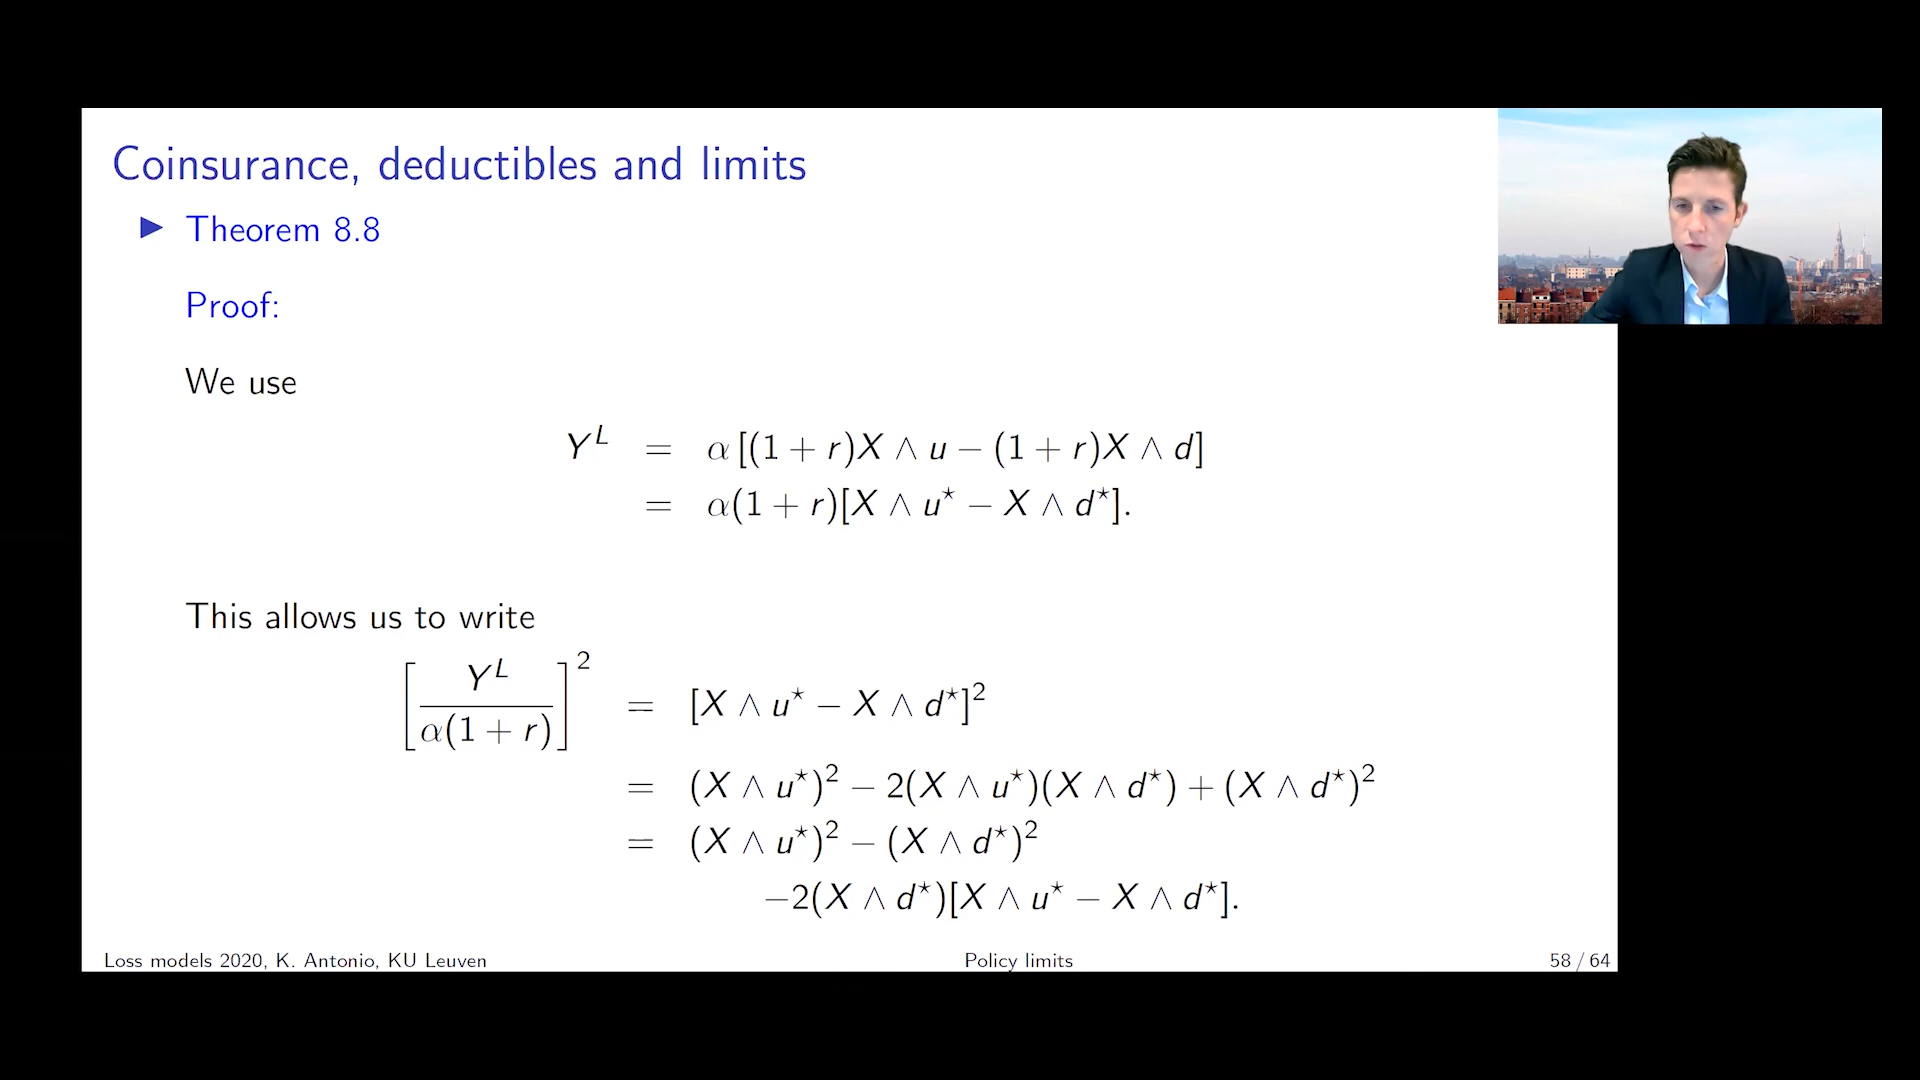 Coinsurance, deductibles and limits
▶ Theorem 8.8
Proof:
We use
Y^L = α [(1 + r)X ∧ u − (1 + r)X ∧ d]
= α(1 + r)[X ∧ u* − X ∧ d*].
This allows us to write
[Y^L / α(1 + r)]^2 = [X ∧ u* − X ∧ d*]^2
= (X ∧ u*)^2 − 2(X ∧ u*)(X ∧ d*) + (X ∧ d*)^2
= (X ∧ u*)^2 − (X ∧ d*)^2
−2(X ∧ d*)[X ∧ u* − X ∧ d*].
Loss models 2020, K. Antonio, KU Leuven
Policy limits
58 / 64